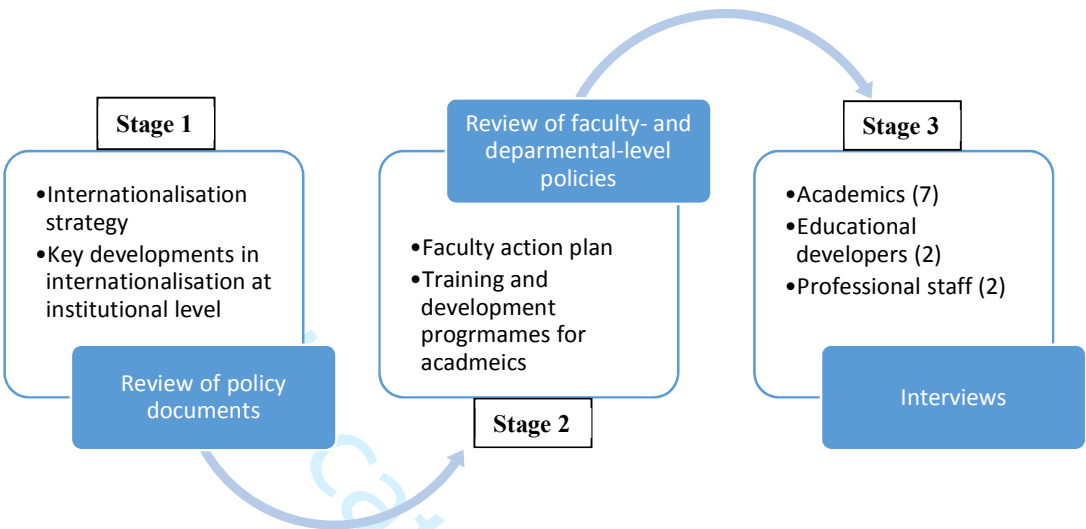 Stage 1
•Internationalisation
strategy
•Key developments in
internationalisation at
institutional level
Review of policy
documents
Review of faculty- and
deparmental-level
policies
•Faculty action plan
•Training and
development
progrmames for
acadmeics
Stage 2
Stage 3
•Academics (7)
•Educational
developers (2)
•Professional staff (2)
Interviews